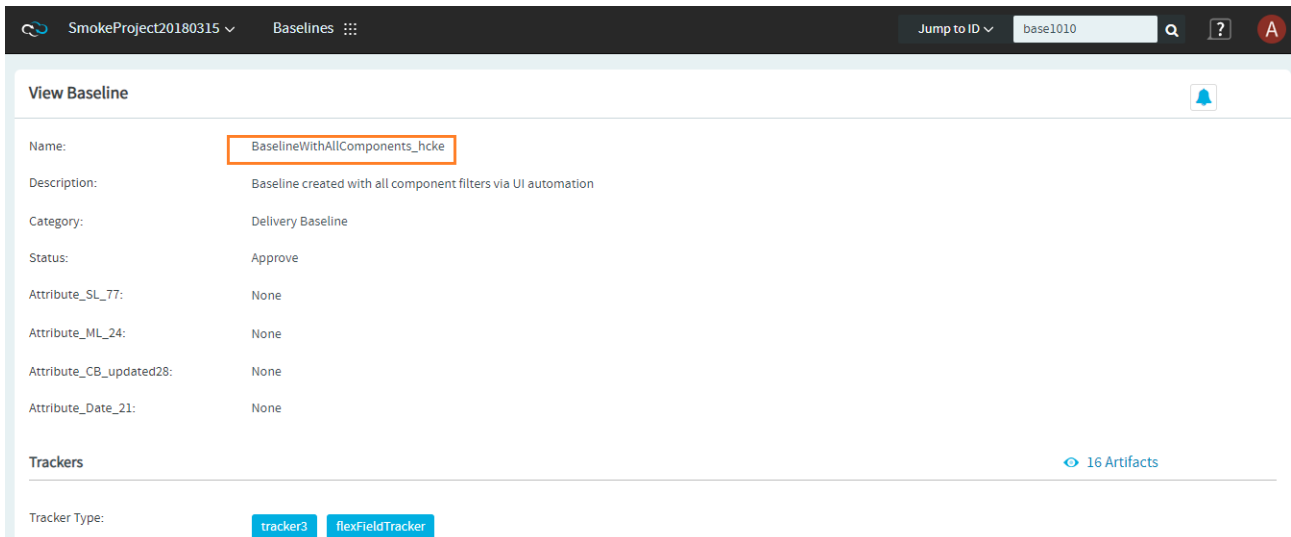 SmokeProject20180315 Baselines Jump to ID base1010 ? A
View Baseline
Name: BaselineWithAllComponents_hcke
Description: Baseline created with all component filters via UI automation
Category: Delivery Baseline
Status: Approve
Attribute_SL_77: None
Attribute_ML_24: None
Attribute_CB_updated28: None
Attribute_Date_21: None
Trackers 16 Artifacts
Tracker Type: tracker3 flexFieldTracker